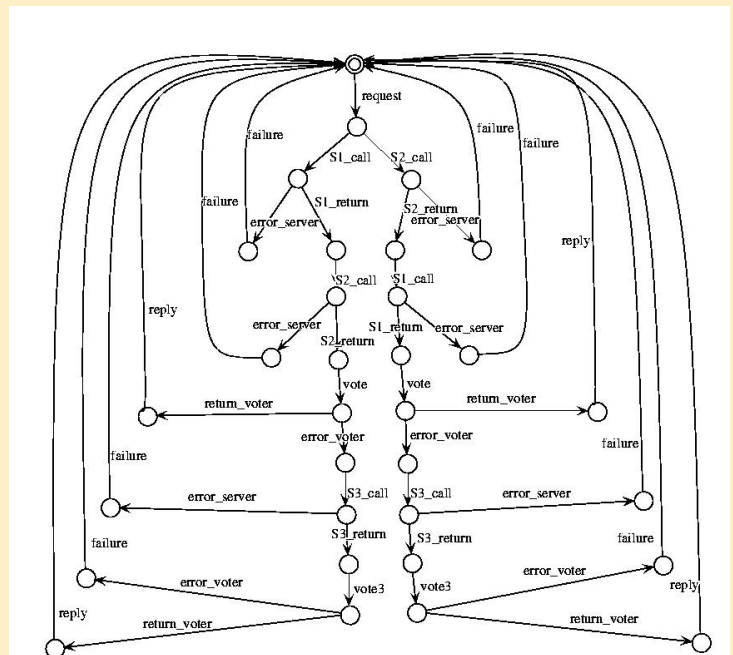 request
failure
failure
failure
S1_call
S2_call
failure
S1_return
S2_return
error_server
error_server
reply
S2_call
S1_call
reply
error_server
S2_return
S1_return
error_server
vote
vote
return_voter
return_voter
error_voter
error_voter
failure
failure
error_server
S3_call
S3_call
error_server
S3_return
S3_return
failure
failure
error_voter
vote3
vote3
error_voter
reply
reply
return_voter
return_voter